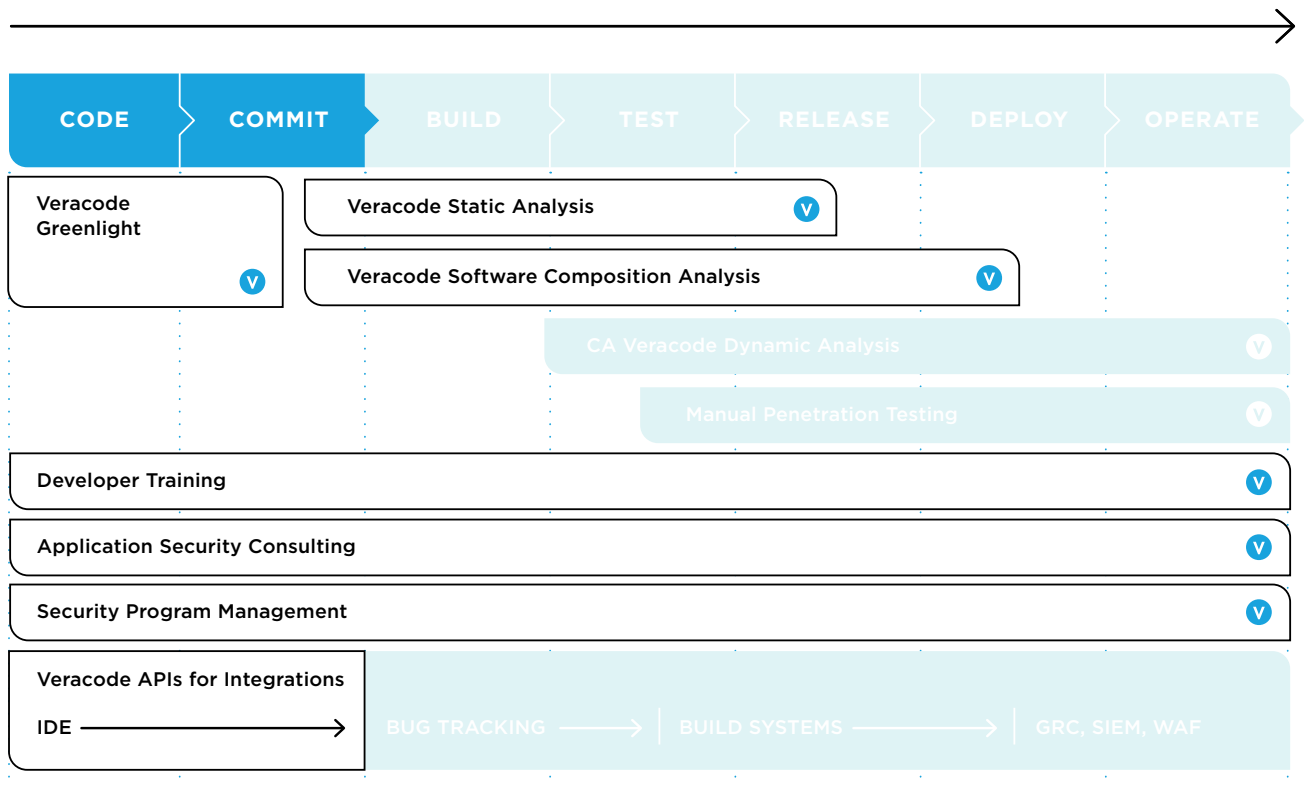 CODE COMMIT BUILD TEST RELEASE DEPLOY OPERATE
Veracode
Greenlight
V
Veracode Static Analysis V
Veracode Software Composition Analysis V
CA Veracode Dynamic Analysis V
Manual Penetration Testing V
Developer Training V
Application Security Consulting V
Security Program Management V
Veracode APIs for Integrations
IDE BUG TRACKING BUILD SYSTEMS GRC, SIEM, WAF